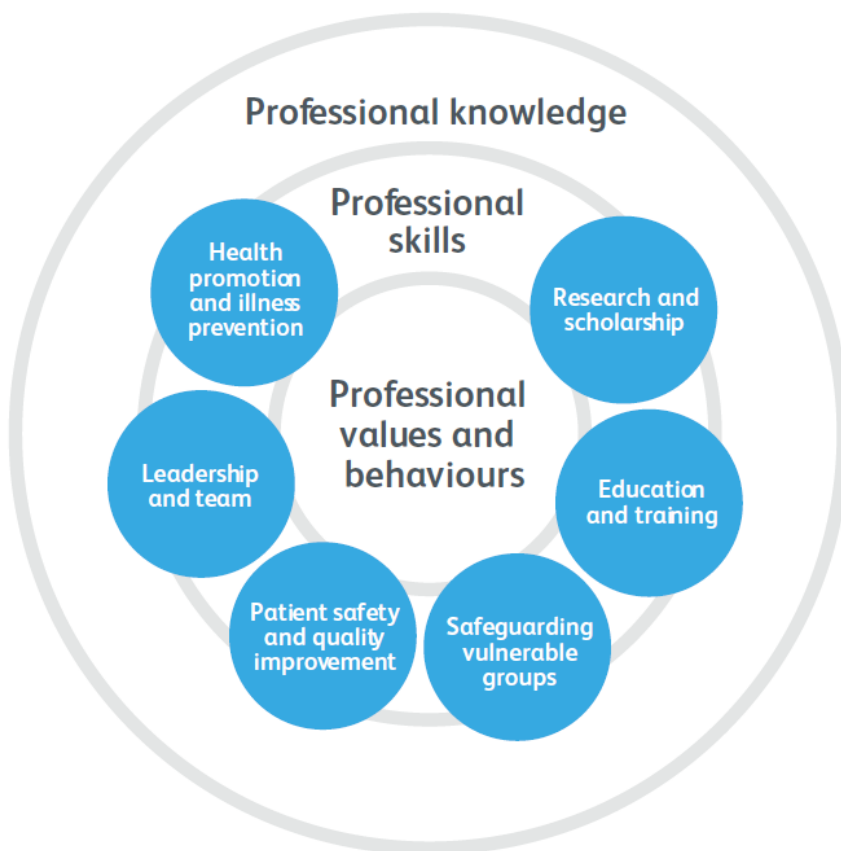 Professional knowledge
Professional
skills
Health
promotion
and illness
prevention
Research and
scholarship
Professional
values and
behaviours
Leadership
and team
Education
and training
Patient safety
and quality
improvement
Safeguarding
vulnerable
groups